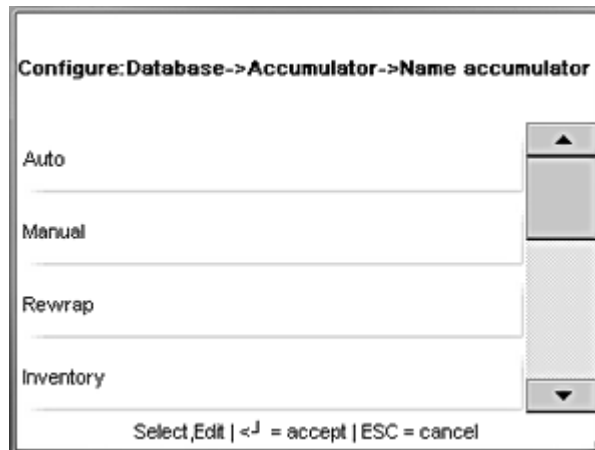 Configure:Database->Accumulator->Name accumulator
Auto
Manual
Rewrap
Inventory
Select,Edit | <┘ = accept | ESC = cancel